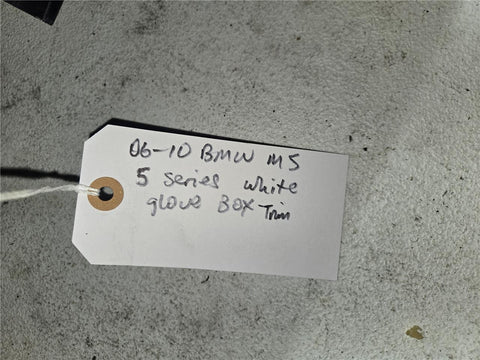 06-10 BMW M5
5 series white
glove Box Trim